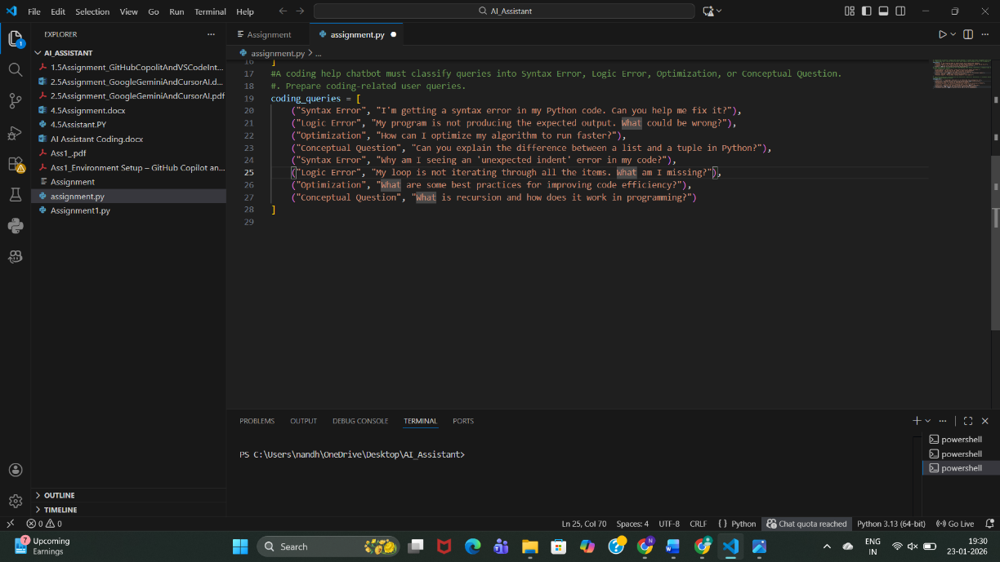 File Edit Selection View Go Run Terminal Help
AI_Assistant
EXPLORER
AI_ASSISTANT
1.5Assignment_GitHubCopolitAndVSCodeInt...
2.5Assignment_GoogleGeminiAndCursorAI.d...
2.5Assignment_GoogleGeminiAndCursorAI.pdf
4.5Assignment.docx
4.5Assistant.PY
AI Assistant Coding.docx
Ass1_.pdf
Ass1_Environment Setup – GitHub Copilot an...
Assignment
assignment.py
Assignment1.py
OUTLINE
TIMELINE
Assignment assignment.py
assignment.py > ...
16 ]
17 #A coding help chatbot must classify queries into Syntax Error, Logic Error, Optimization, or Conceptual Question.
18 #. Prepare coding-related user queries.
19 coding_queries = [
20 ("Syntax Error", "I'm getting a syntax error in my Python code. Can you help me fix it?"),
21 ("Logic Error", "My program is not producing the expected output. What could be wrong?"),
22 ("Optimization", "How can I optimize my algorithm to run faster?"),
23 ("Conceptual Question", "Can you explain the difference between a list and a tuple in Python?"),
24 ("Syntax Error", "Why am I seeing an 'unexpected indent' error in my code?"),
25 ("Logic Error", "My loop is not iterating through all the items. What am I missing?"),
26 ("Optimization", "What are some best practices for improving code efficiency?"),
27 ("Conceptual Question", "What is recursion and how does it work in programming?")
28 ]
29
PROBLEMS OUTPUT DEBUG CONSOLE TERMINAL PORTS
PS C:\Users\nandh\OneDrive\Desktop\AI_Assistant>
powershell
powershell
powershell
0 0 Ln 25, Col 70 Spaces: 4 UTF-8 CRLF { } Python Chat quota reached Python 3.13 (64-bit) Go Live
7 Upcoming
Earnings
Search
ENG
IN
19:30
23-01-2026